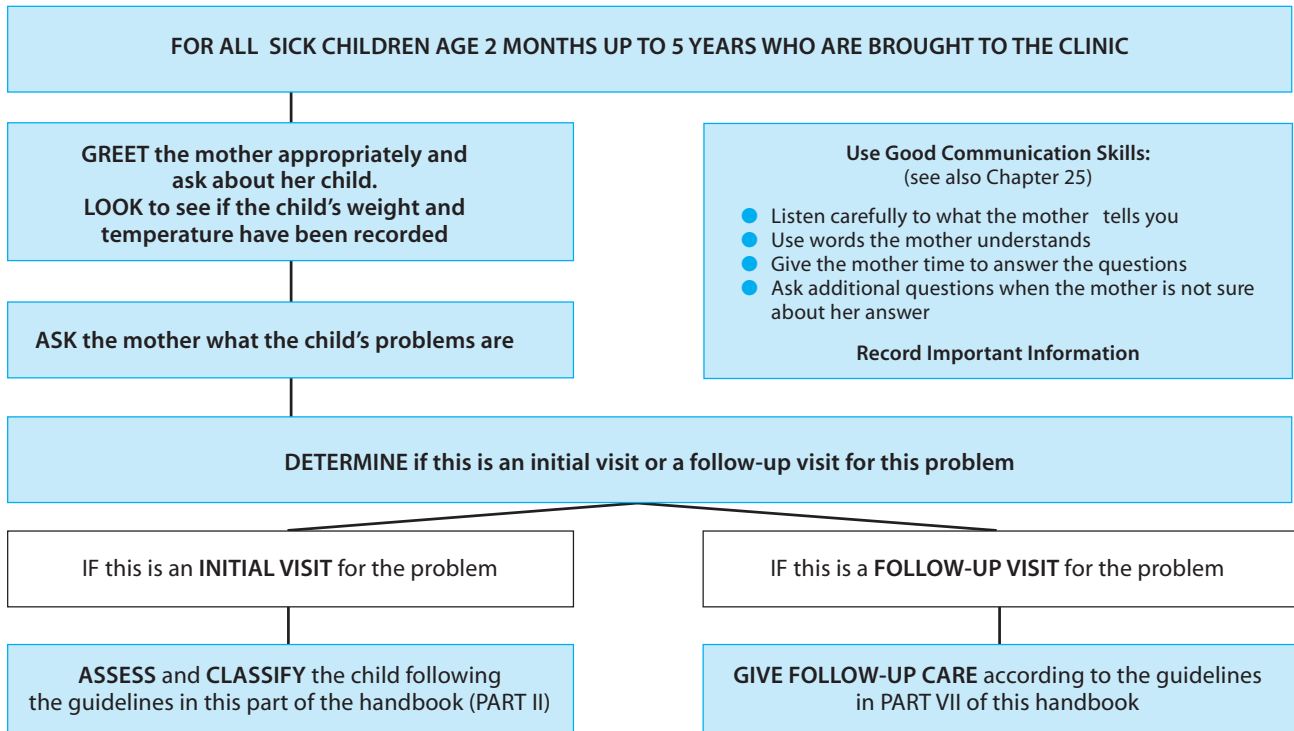 FOR ALL SICK CHILDREN AGE 2 MONTHS UP TO 5 YEARS WHO ARE BROUGHT TO THE CLINIC
GREET the mother appropriately and
ask about her child.
LOOK to see if the child's weight and
temperature have been recorded
Use Good Communication Skills:
(see also Chapter 25)
● Listen carefully to what the mother tells you
● Use words the mother understands
● Give the mother time to answer the questions
● Ask additional questions when the mother is not sure
about her answer
Record Important Information
ASK the mother what the child's problems are
DETERMINE if this is an initial visit or a follow-up visit for this problem
IF this is an INITIAL VISIT for the problem
IF this is a FOLLOW-UP VISIT for the problem
ASSESS and CLASSIFY the child following
the guidelines in this part of the handbook (PART II)
GIVE FOLLOW-UP CARE according to the guidelines
in PART VII of this handbook